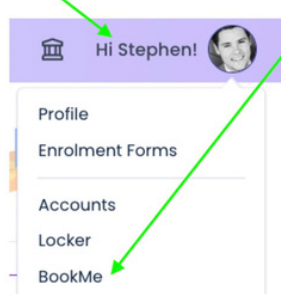 Hi Stephen!
Profile
Enrolment Forms
Accounts
Locker
BookMe